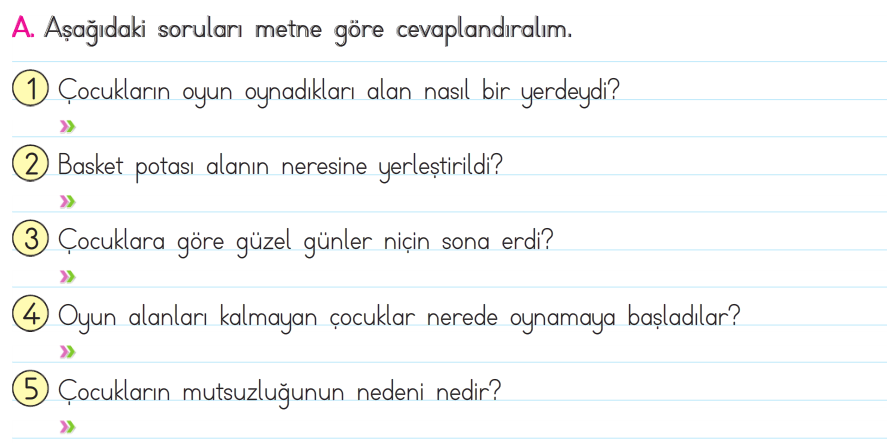 A. Aşağıdaki soruları metne göre cevaplandıralım.
1 Çocukların oyun oynadıkları alan nasıl bir yerdeydi?
»
2 Basket potası alanın neresine yerleştirildi?
»
3 Çocuklara göre güzel günler niçin sona erdi?
»
4 Oyun alanları kalmayan çocuklar nerede oynamaya başladılar?
»
5 Çocukların mutsuzluğunun nedeni nedir?
»